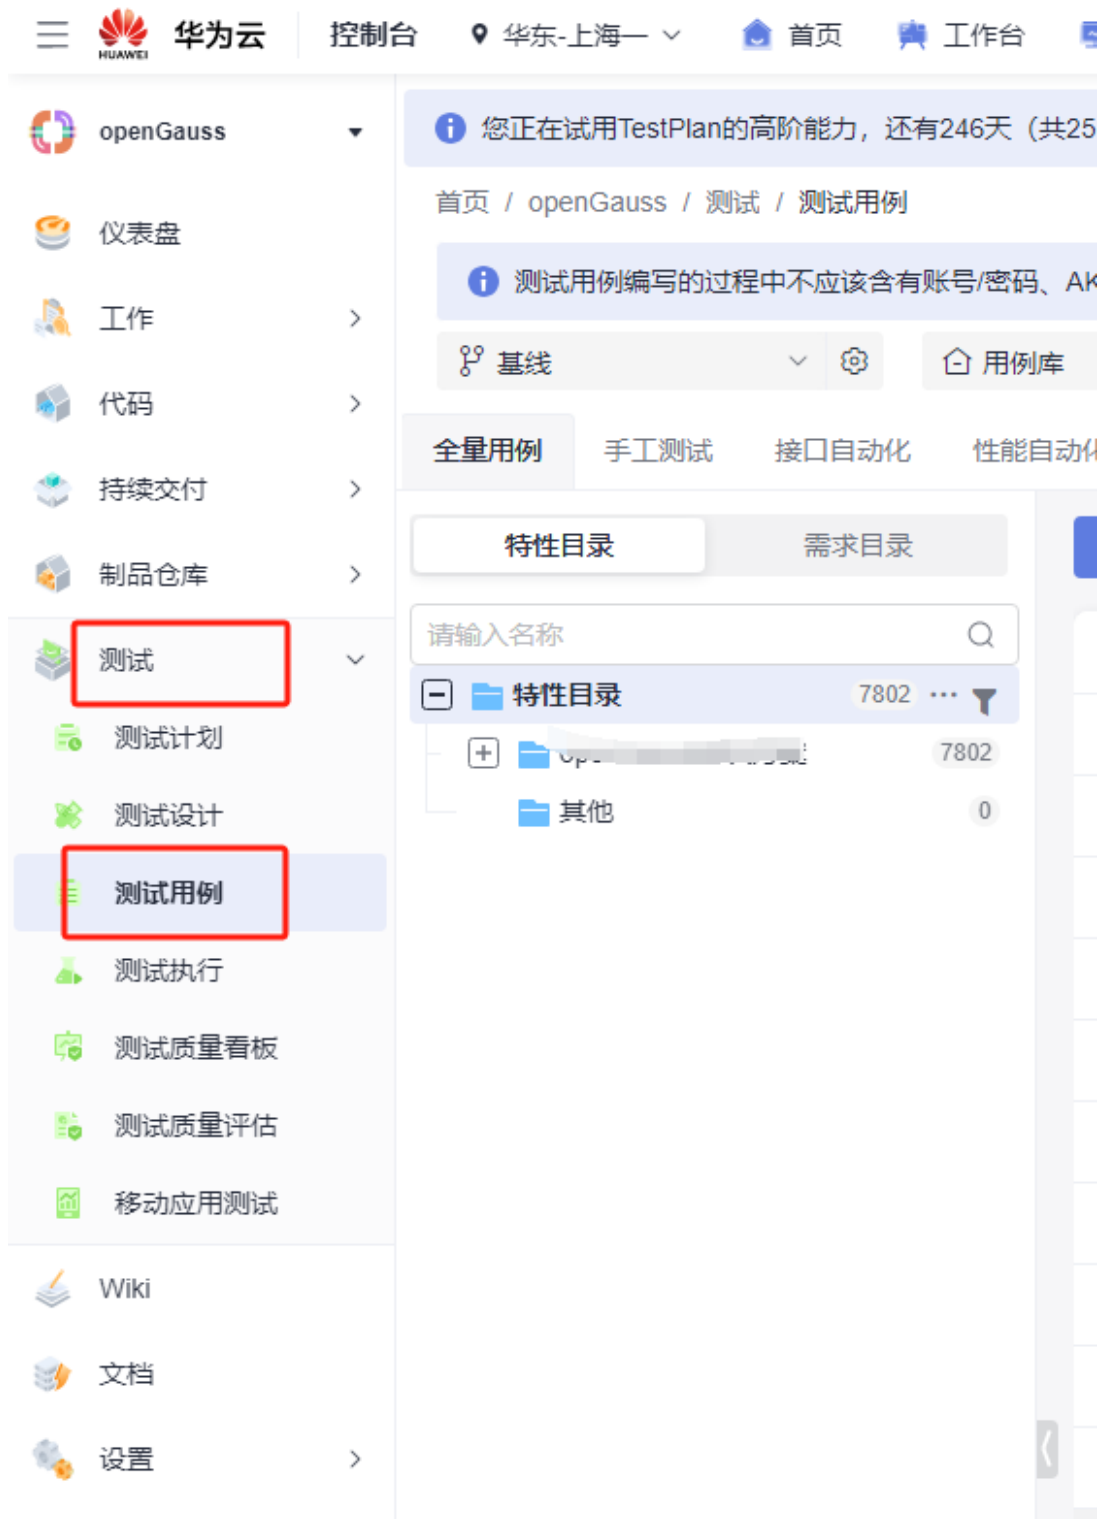 HUAWEI 华为云 控制台 华东-上海一 首页 工作台
openGauss
仪表盘
工作
代码
持续交付
制品仓库
测试
测试计划
测试设计
测试用例
测试执行
测试质量看板
测试质量评估
移动应用测试
Wiki
文档
设置
您正在试用TestPlan的高阶能力，还有246天（共25
首页 / openGauss / 测试 / 测试用例
测试用例编写的过程中不应该含有账号/密码、AK
基线 用例库
全量用例 手工测试 接口自动化 性能自动化
特性目录 需求目录
请输入名称
特性目录 7802 ...
7802
其他 0